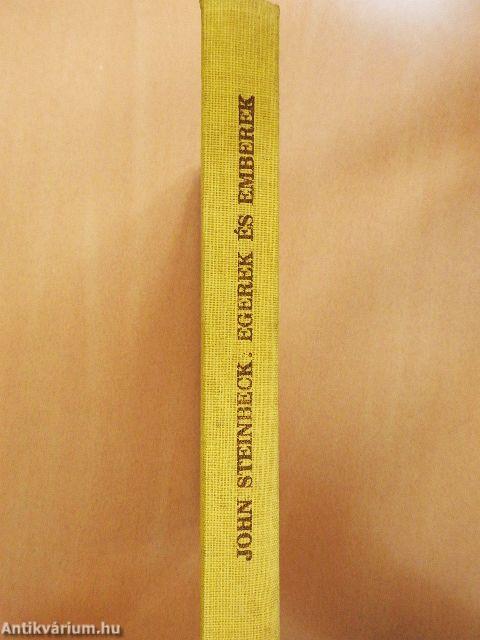 JOHN STEINBECK: EGEREK ÉS EMBEREK
Antikvárium.hu